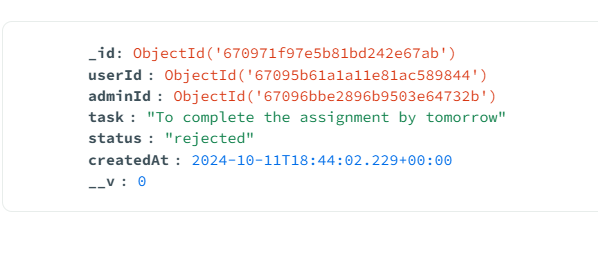 _id: ObjectId('670971f97e5b81bd242e67ab')
userId : ObjectId('67095b61a1a11e81ac589844')
adminId : ObjectId('67096bbe2896b9503e64732b')
task : "To complete the assignment by tomorrow"
status : "rejected"
createdAt : 2024-10-11T18:44:02.229+00:00
__v : 0